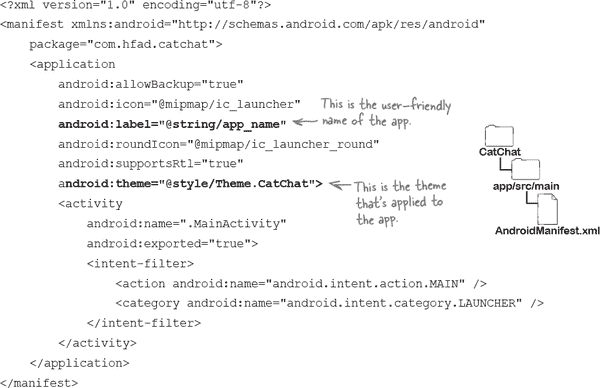 <?xml version="1.0" encoding="utf-8"?>
<manifest xmlns:android="http://schemas.android.com/apk/res/android"
    package="com.hfad.catchat">
    <application
        android:allowBackup="true"
        android:icon="@mipmap/ic_launcher"
        android:label="@string/app_name"
        android:roundIcon="@mipmap/ic_launcher_round"
        android:supportsRtl="true"
        android:theme="@style/Theme.CatChat">
        <activity
            android:name=".MainActivity"
            android:exported="true">
            <intent-filter>
                <action android:name="android.intent.action.MAIN" />
                <category android:name="android.intent.category.LAUNCHER" />
            </intent-filter>
        </activity>
    </application>
</manifest>
This is the user-friendly
name of the app.
This is the theme
that's applied to
the app.
CatChat
app/src/main
AndroidManifest.xml